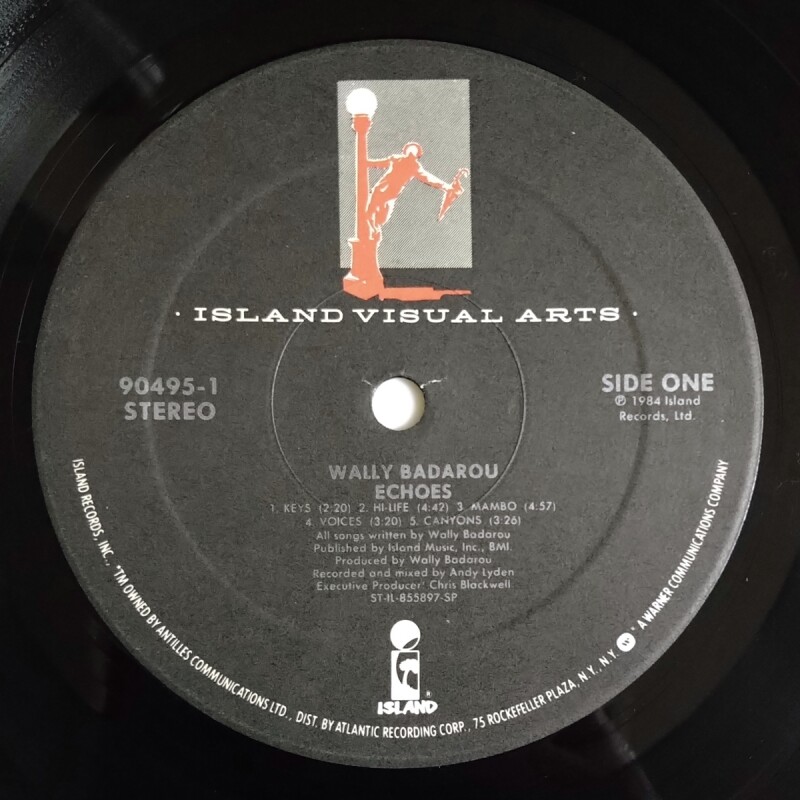 · ISLAND VISUAL ARTS ·
90495-1
STEREO
SIDE ONE
℗ 1984 Island
Records, Ltd.
WALLY BADAROU
ECHOES
1. KEYS (2:20) 2. HI-LIFE (4:42) 3. MAMBO (4:57)
4. VOICES (3:20) 5. CANYONS (3:26)
All songs written by Wally Badarou
Published by Island Music, Inc., BMI
Produced by Wally Badarou
Recorded and mixed by Andy Lyden
Executive Producer: Chris Blackwell
ST-IL-855897-SP
ISLAND ®
ISLAND RECORDS, INC., *TM OWNED BY ANTILLES COMMUNICATIONS LTD., DIST. BY ATLANTIC RECORDING CORP., 75 ROCKEFELLER PLAZA, N.Y., N.Y. W ® A WARNER COMMUNICATIONS COMPANY